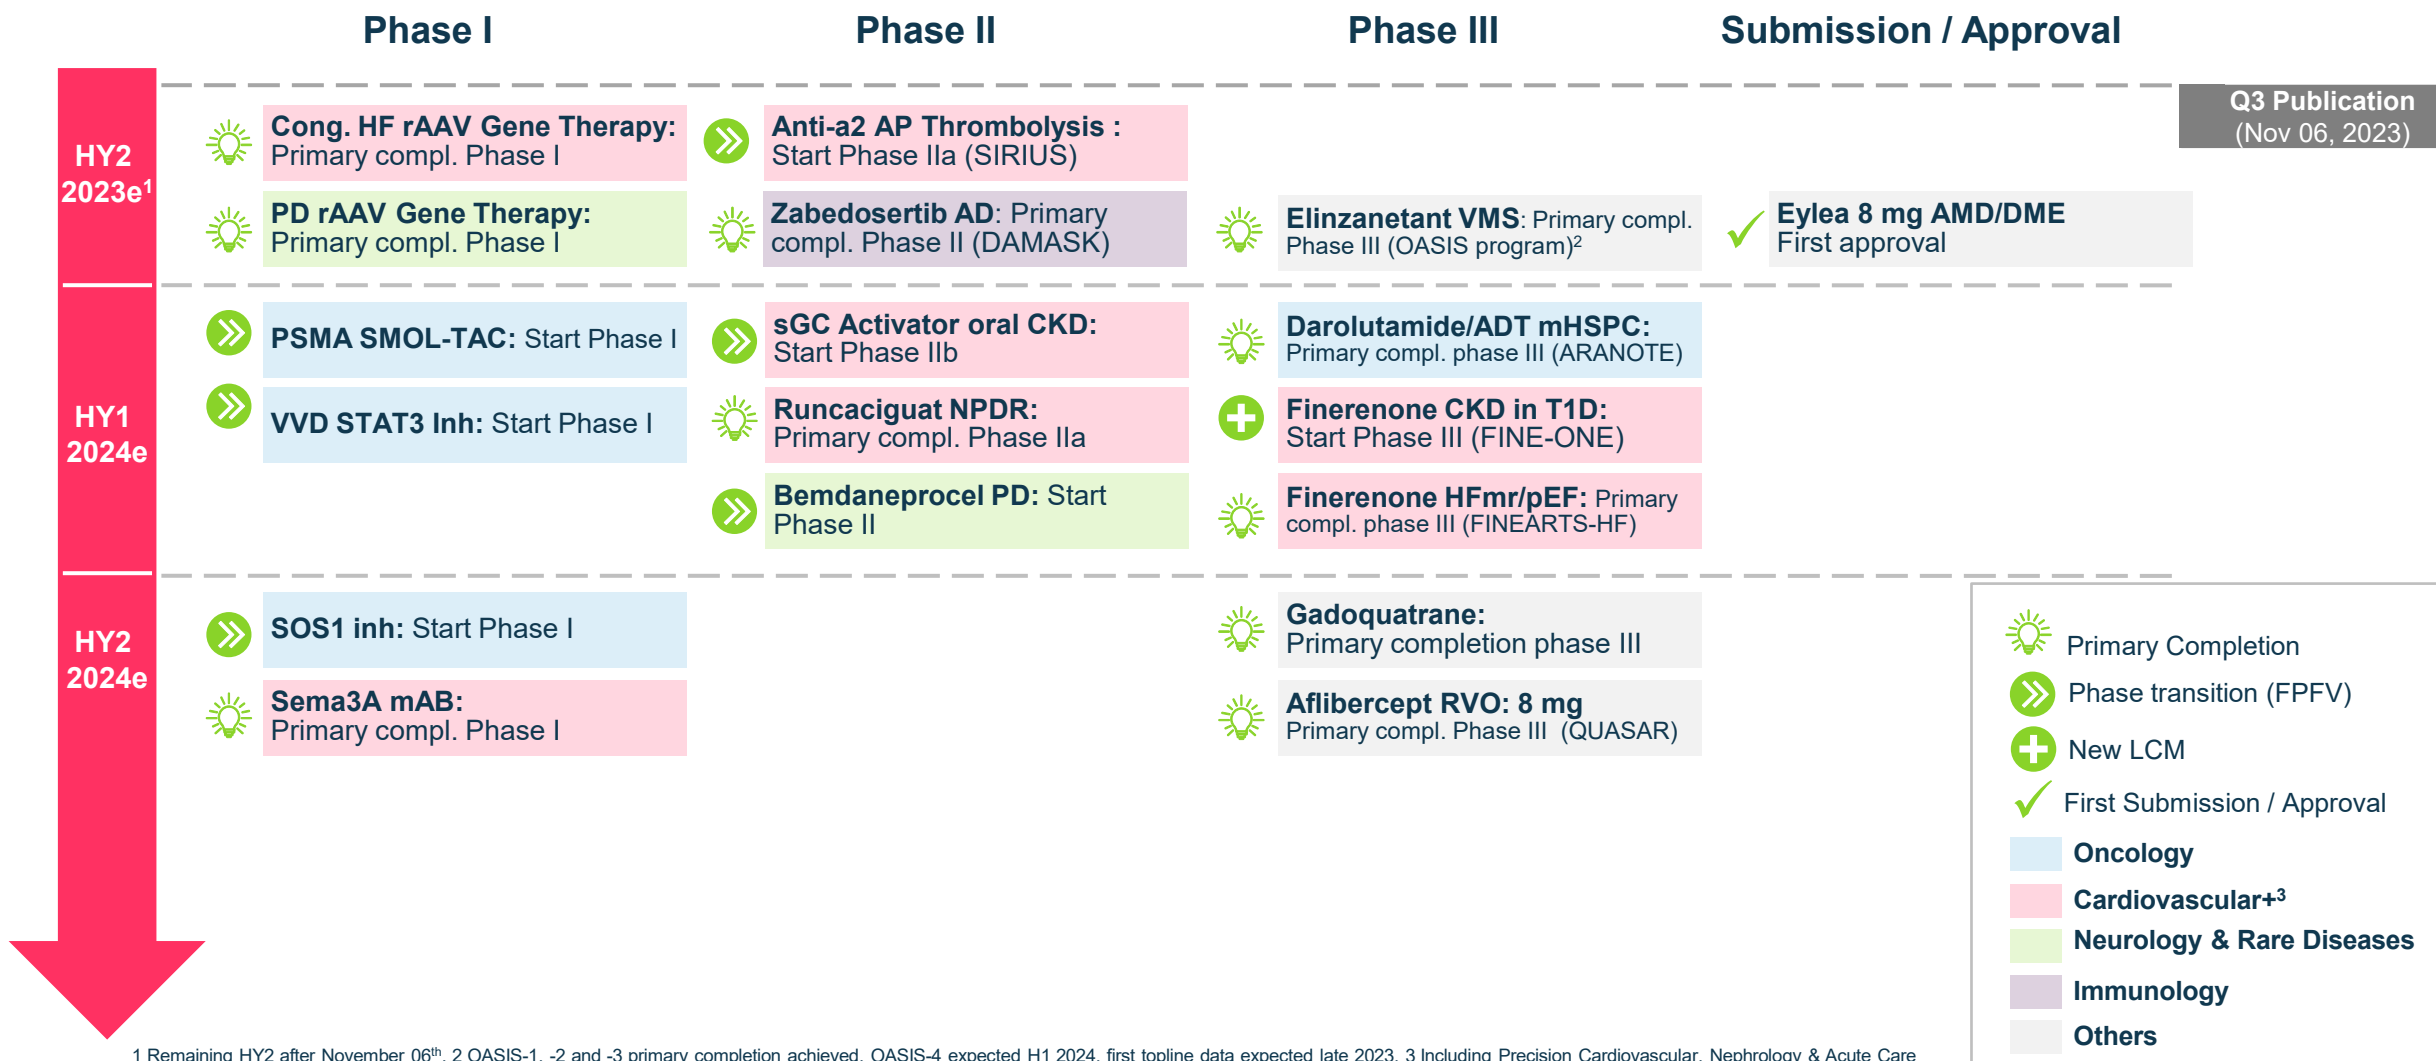 Phase I
Phase II
Phase III
Submission / Approval
Q3 Publication
(Nov 06, 2023)
HY2
2023e¹
Cong. HF rAAV Gene Therapy:
Primary compl. Phase I
Anti-a2 AP Thrombolysis :
Start Phase IIa (SIRIUS)
PD rAAV Gene Therapy:
Primary compl. Phase I
Zabedosertib AD: Primary
compl. Phase II (DAMASK)
Elinzanetant VMS: Primary compl.
Phase III (OASIS program)²
Eylea 8 mg AMD/DME
First approval
HY1
2024e
PSMA SMOL-TAC: Start Phase I
sGC Activator oral CKD:
Start Phase IIb
Darolutamide/ADT mHSPC:
Primary compl. phase III (ARANOTE)
VVD STAT3 Inh: Start Phase I
Runcaciguat NPDR:
Primary compl. Phase IIa
Finerenone CKD in T1D:
Start Phase III (FINE-ONE)
Bemdaneprocel PD: Start
Phase II
Finerenone HFmr/pEF: Primary
compl. phase III (FINEARTS-HF)
HY2
2024e
SOS1 inh: Start Phase I
Gadoquatrane:
Primary completion phase III
Sema3A mAB:
Primary compl. Phase I
Aflibercept RVO: 8 mg
Primary compl. Phase III (QUASAR)
Primary Completion
Phase transition (FPFV)
New LCM
First Submission / Approval
Oncology
Cardiovascular+³
Neurology & Rare Diseases
Immunology
Others
1 Remaining HY2 after November 06th, 2 OASIS-1, -2 and -3 primary completion achieved, OASIS-4 expected H1 2024, first topline data expected late 2023, 3 Including Precision Cardiovascular, Nephrology & Acute Care